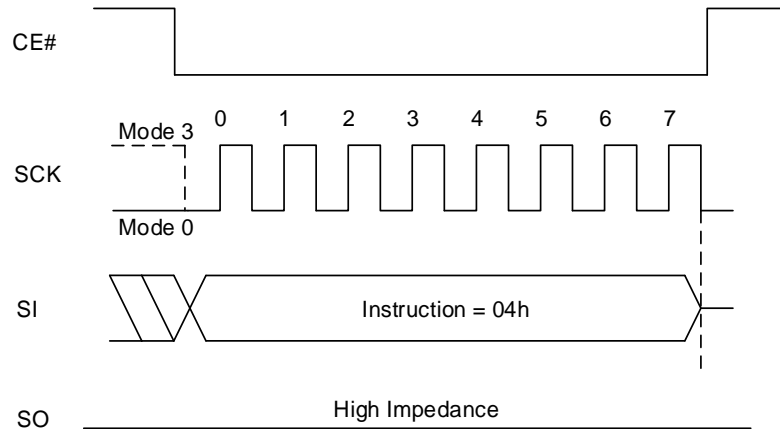 CE#
0 1 2 3 4 5 6 7
Mode 3
SCK
Mode 0
SI
Instruction = 04h
SO
High Impedance